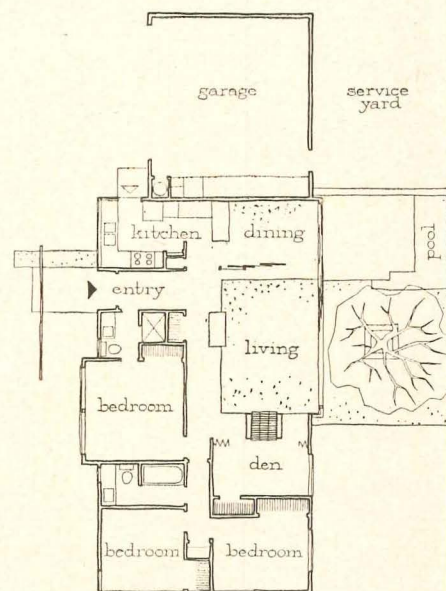 garage
service
yard
kitchen
dining
pool
entry
living
bedroom
den
bedroom
bedroom